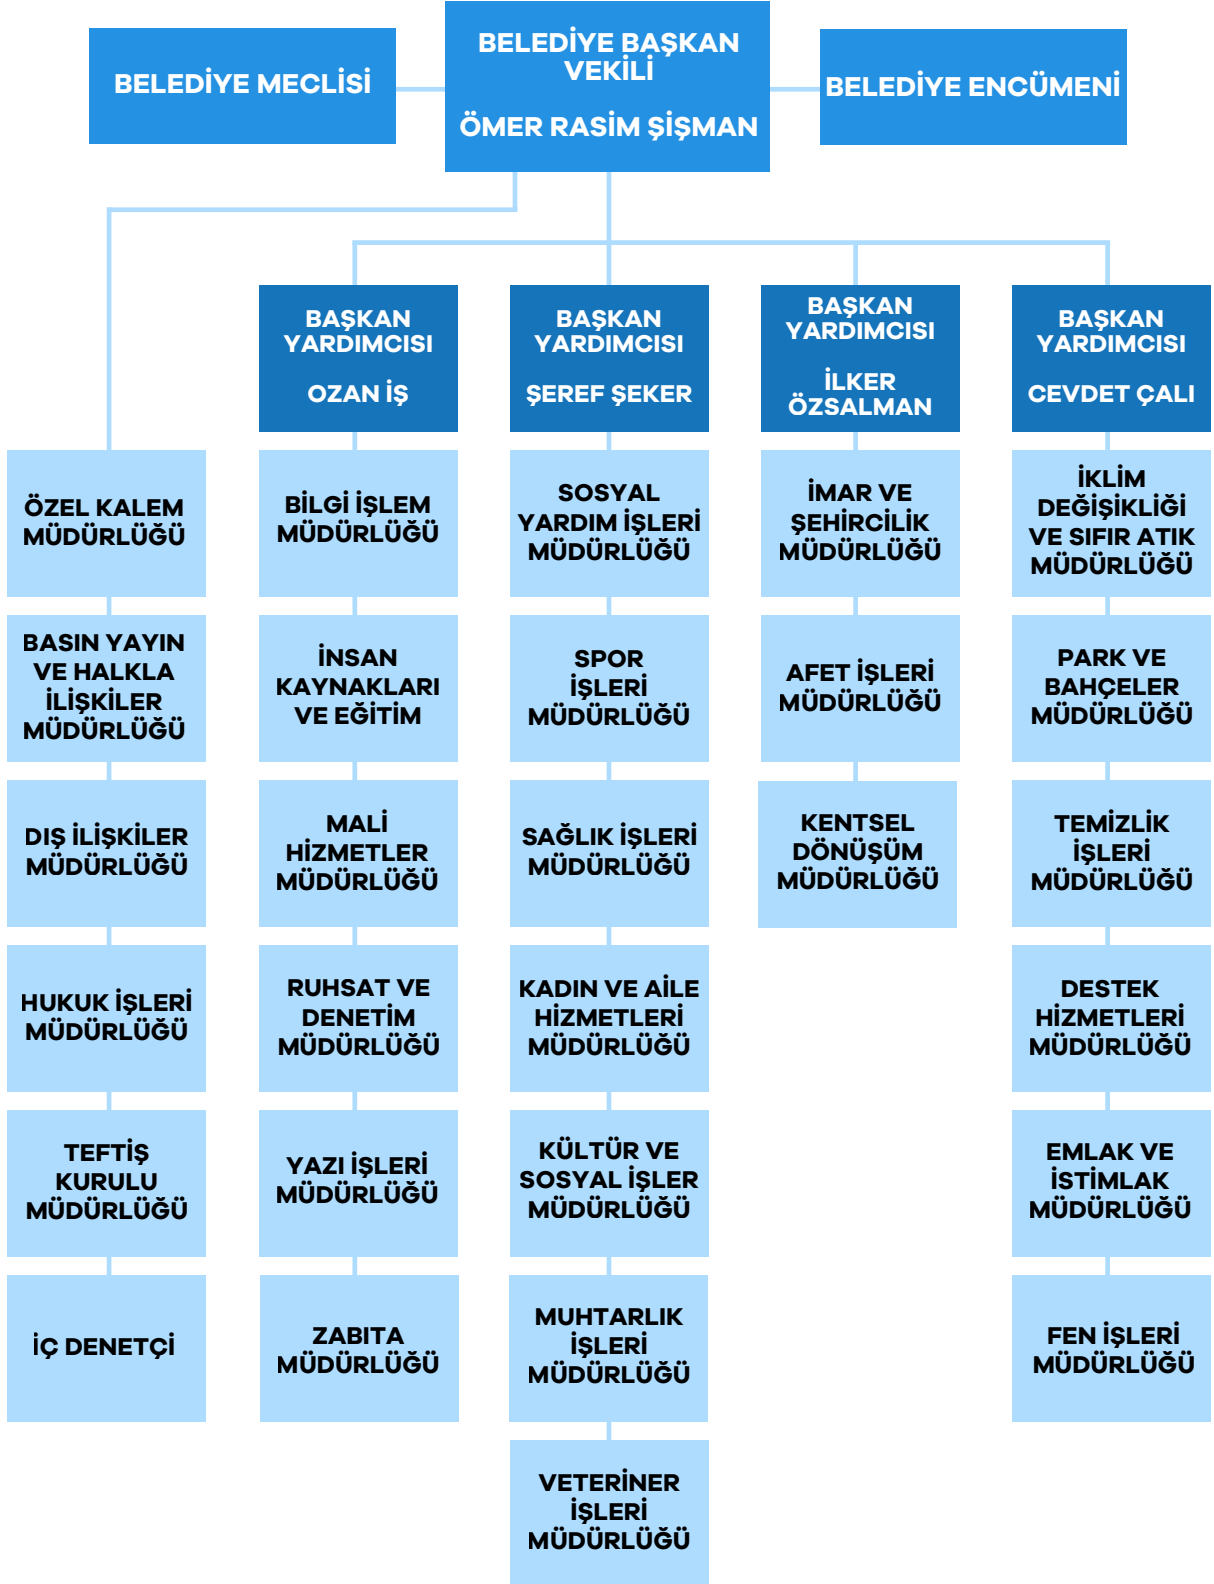 BELEDİYE MECLİSİ
BELEDİYE BAŞKAN
VEKİLİ
ÖMER RASİM ŞİŞMAN
BELEDİYE ENCÜMENİ
BAŞKAN
YARDIMCISI
OZAN İŞ
BAŞKAN
YARDIMCISI
ŞEREF ŞEKER
BAŞKAN
YARDIMCISI
İLKER
ÖZSALMAN
BAŞKAN
YARDIMCISI
CEVDET ÇALI
ÖZEL KALEM
MÜDÜRLÜĞÜ
BASIN YAYIN
VE HALKLA
İLİŞKİLER
MÜDÜRLÜĞÜ
DIŞ İLİŞKİLER
MÜDÜRLÜĞÜ
HUKUK İŞLERİ
MÜDÜRLÜĞÜ
TEFTİŞ
KURULU
MÜDÜRLÜĞÜ
İÇ DENETÇİ
BİLGİ İŞLEM
MÜDÜRLÜĞÜ
İNSAN
KAYNAKLARI
VE EĞİTİM
MALİ
HİZMETLER
MÜDÜRLÜĞÜ
RUHSAT VE
DENETİM
MÜDÜRLÜĞÜ
YAZI İŞLERİ
MÜDÜRLÜĞÜ
ZABITA
MÜDÜRLÜĞÜ
SOSYAL
YARDIM İŞLERİ
MÜDÜRLÜĞÜ
SPOR
İŞLERİ
MÜDÜRLÜĞÜ
SAĞLIK İŞLERİ
MÜDÜRLÜĞÜ
KADIN VE AİLE
HİZMETLERİ
MÜDÜRLÜĞÜ
KÜLTÜR VE
SOSYAL İŞLER
MÜDÜRLÜĞÜ
MUHTARLIK
İŞLERİ
MÜDÜRLÜĞÜ
VETERİNER
İŞLERİ
MÜDÜRLÜĞÜ
İMAR VE
ŞEHİRCİLİK
MÜDÜRLÜĞÜ
AFET İŞLERİ
MÜDÜRLÜĞÜ
KENTSEL
DÖNÜŞÜM
MÜDÜRLÜĞÜ
İKLİM
DEĞİŞİKLİĞİ
VE SIFIR ATIK
MÜDÜRLÜĞÜ
PARK VE
BAHÇELER
MÜDÜRLÜĞÜ
TEMİZLİK
İŞLERİ
MÜDÜRLÜĞÜ
DESTEK
HİZMETLERİ
MÜDÜRLÜĞÜ
EMLAK VE
İSTİMLAK
MÜDÜRLÜĞÜ
FEN İŞLERİ
MÜDÜRLÜĞÜ